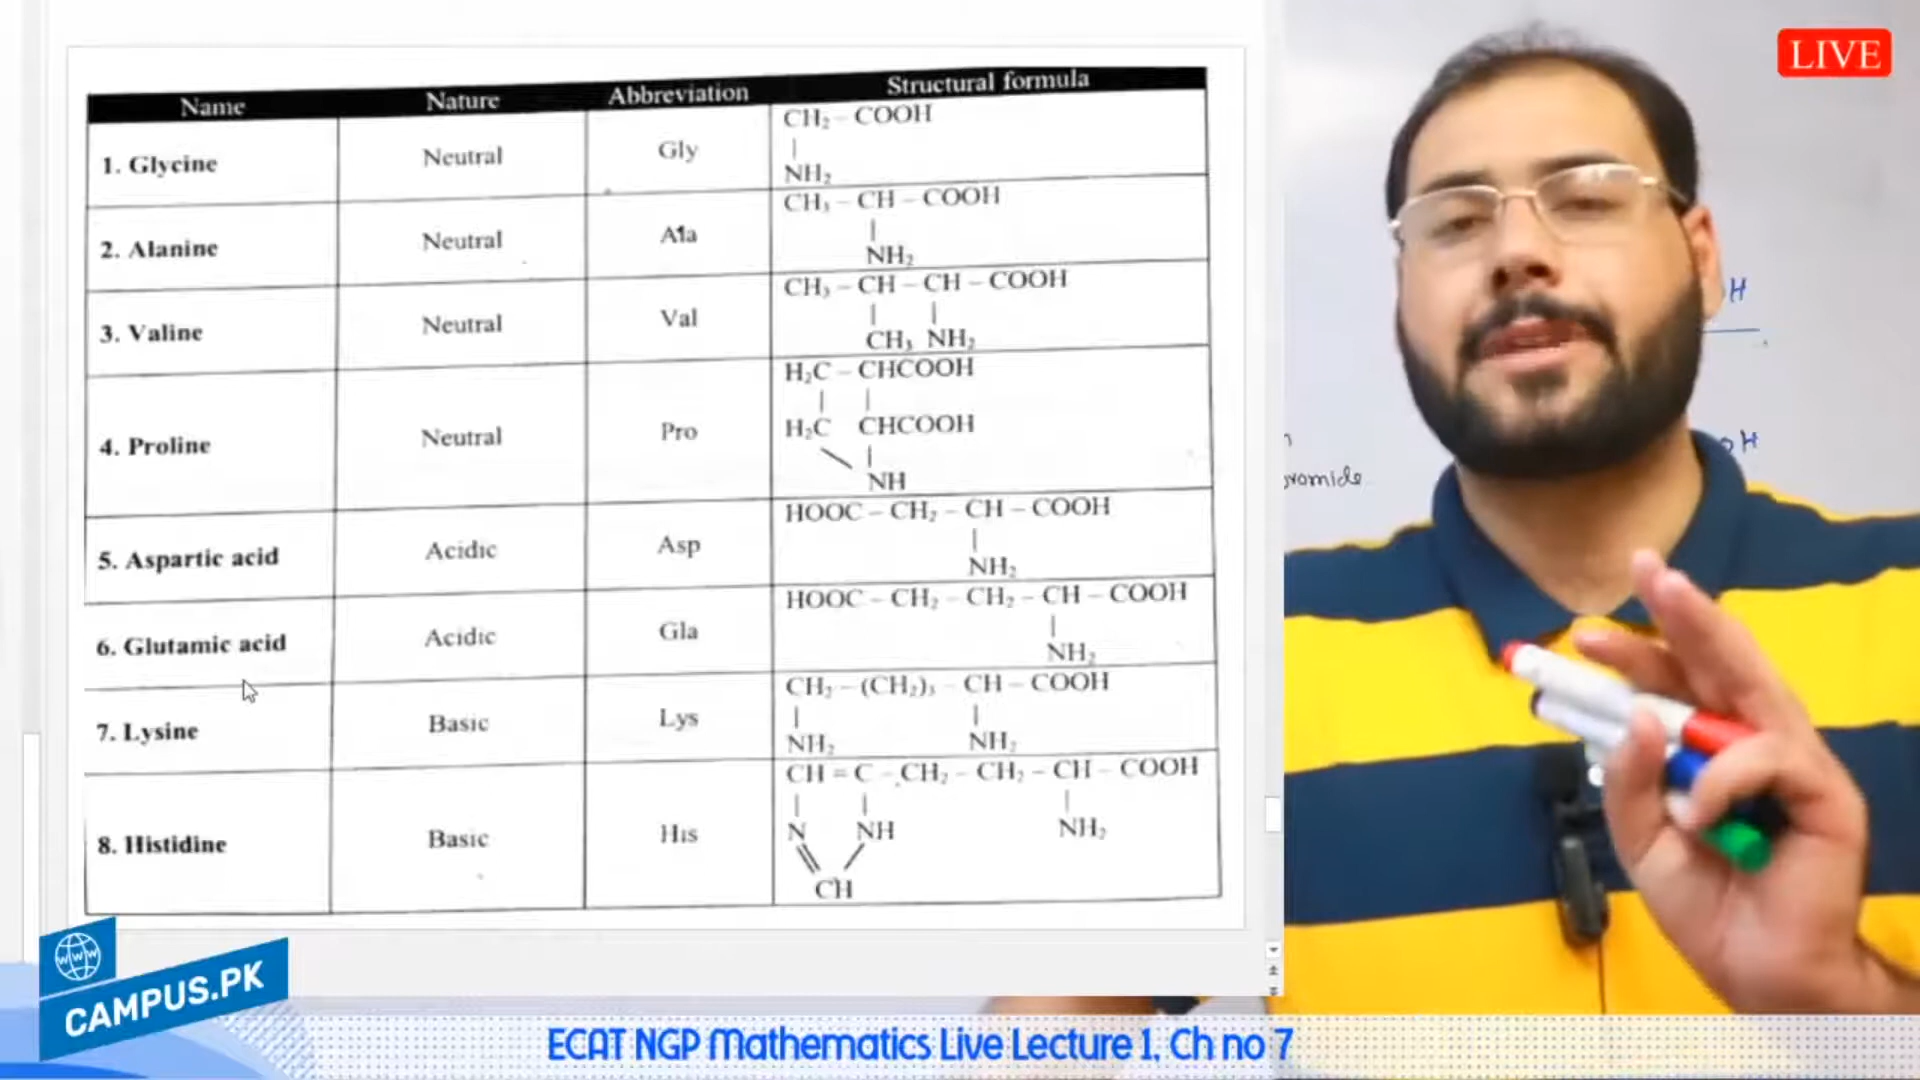 LIVE
Name Nature Abbreviation Structural formula
1. Glycine Neutral Gly CH₂ – COOH
|
NH₂
2. Alanine Neutral Ala CH₃ – CH – COOH
|
NH₂
3. Valine Neutral Val CH₃ – CH – CH – COOH
| |
CH₃ NH₂
4. Proline Neutral Pro H₂C – CHCOOH
| |
H₂C CHCOOH
\ |
NH
5. Aspartic acid Acidic Asp HOOC – CH₂ – CH – COOH
|
NH₂
6. Glutamic acid Acidic Gla HOOC – CH₂ – CH₂ – CH – COOH
|
NH₂
7. Lysine Basic Lys CH₂ – (CH₂)₃ – CH – COOH
| |
NH₂ NH₂
8. Histidine Basic His CH = C – CH₂ – CH₂ – CH – COOH
| | |
N NH NH₂
CH
H
OH
romide
www
CAMPUS.PK
ECAT NGP Mathematics Live Lecture 1, Ch no 7